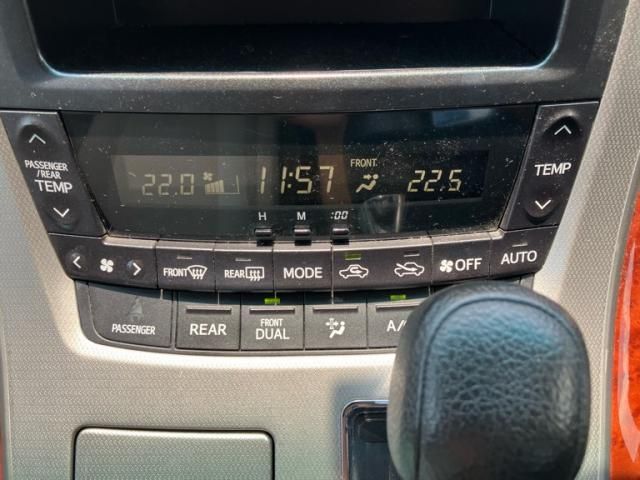 PASSENGER
/REAR
TEMP
22.0
11:57
FRONT
22.5
TEMP
H M :00
FRONT
REAR
MODE
OFF
AUTO
PASSENGER
REAR
FRONT
DUAL
A/